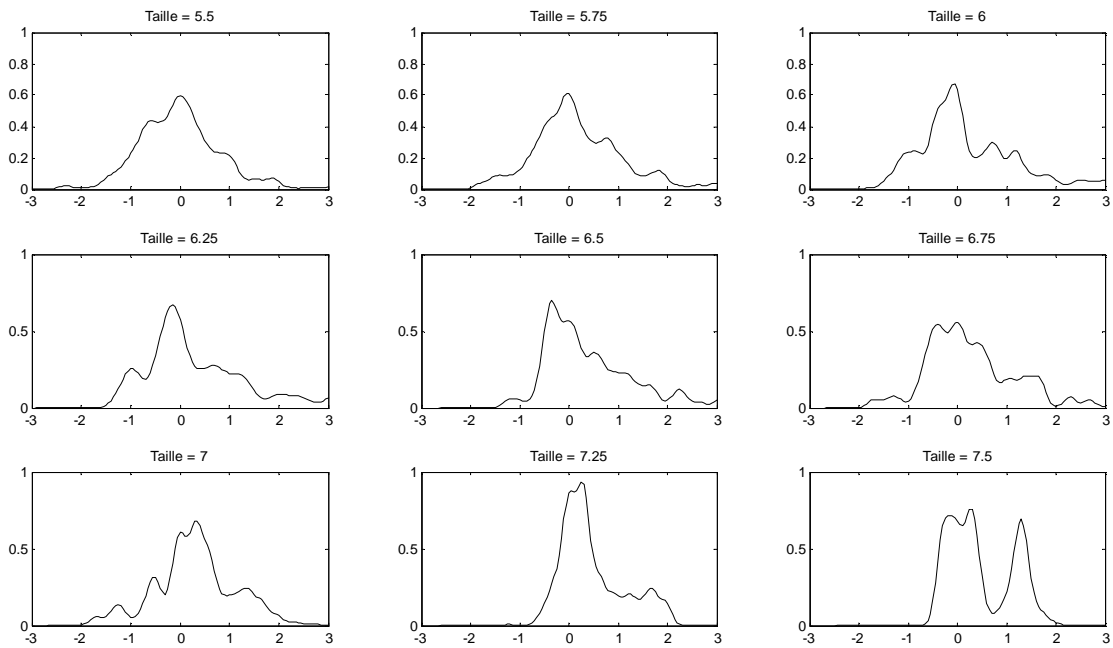 Taille = 5.5
1
0.8
0.6
0.4
0.2
0
-3 -2 -1 0 1 2 3
Taille = 5.75
1
0.8
0.6
0.4
0.2
0
-3 -2 -1 0 1 2 3
Taille = 6
1
0.8
0.6
0.4
0.2
0
-3 -2 -1 0 1 2 3
Taille = 6.25
1
0.5
0
-3 -2 -1 0 1 2 3
Taille = 6.5
1
0.5
0
-3 -2 -1 0 1 2 3
Taille = 6.75
1
0.5
0
-3 -2 -1 0 1 2 3
Taille = 7
1
0.5
0
-3 -2 -1 0 1 2 3
Taille = 7.25
1
0.5
0
-3 -2 -1 0 1 2 3
Taille = 7.5
1
0.5
0
-3 -2 -1 0 1 2 3